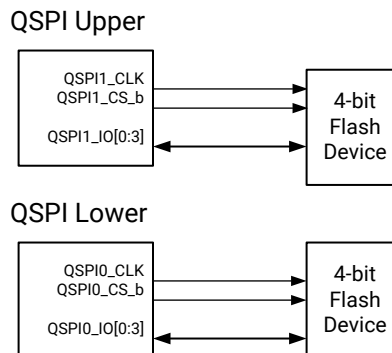 QSPI Upper
QSPI1_CLK
QSPI1_CS_b
QSPI1_IO[0:3]
4-bit
Flash
Device
QSPI Lower
QSPI0_CLK
QSPI0_CS_b
QSPI0_IO[0:3]
4-bit
Flash
Device